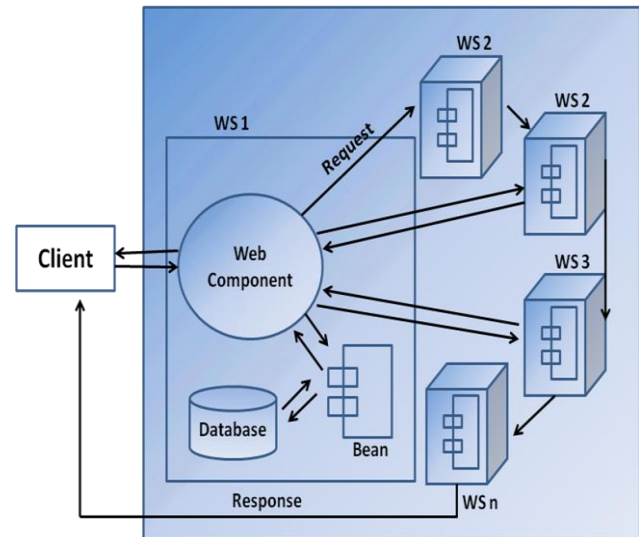 WS 2
WS 2
WS 1
Request
Client
Web
Component
WS 3
Database
Bean
Response
WS n